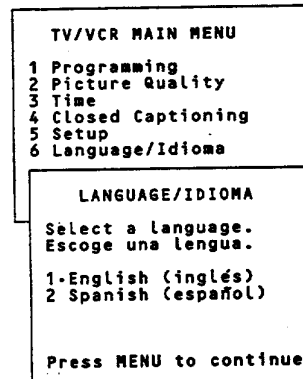 TV/VCR MAIN MENU
1 Programming
2 Picture Quality
3 Time
4 Closed Captioning
5 Setup
6 Language/Idioma
LANGUAGE/IDIOMA
Select a language.
Escoge una lengua.
1·English (inglés)
2 Spanish (español)
Press MENU to continue